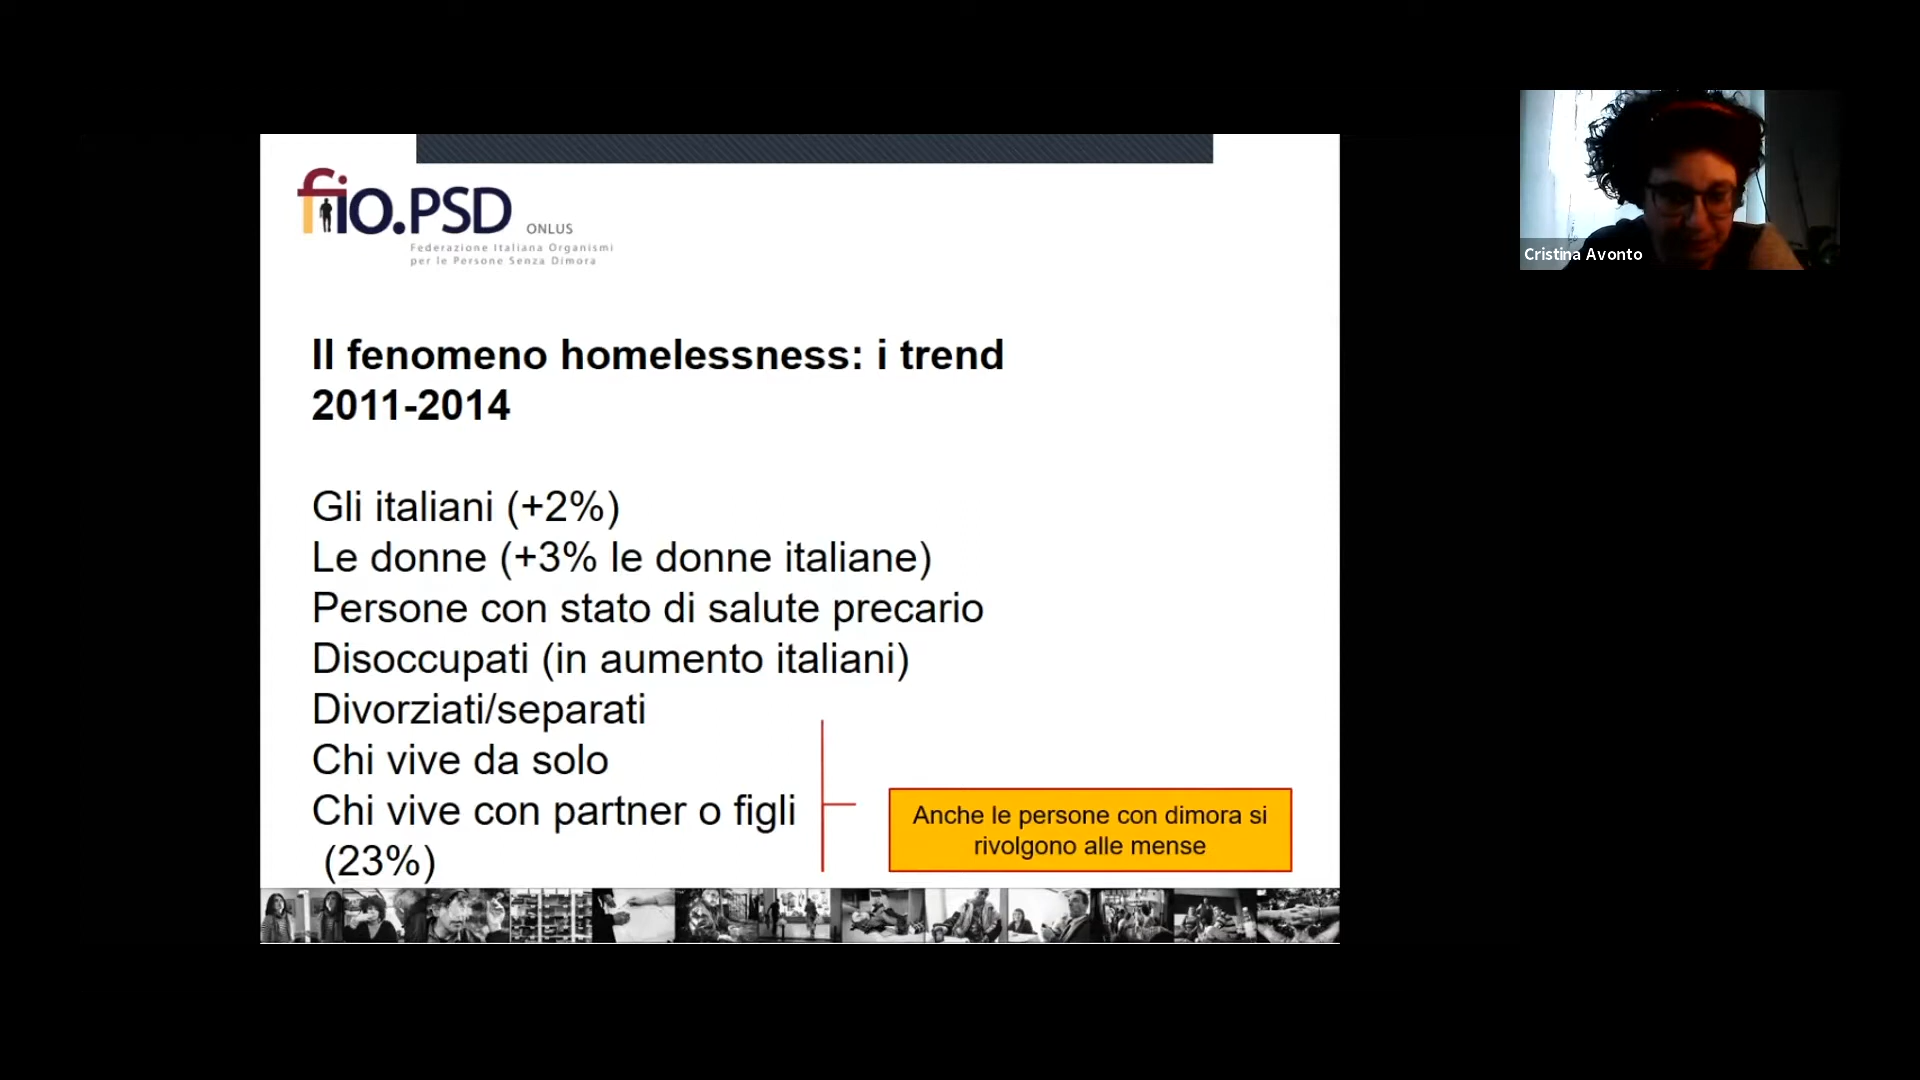 fio.PSD ONLUS
Federazione Italiana Organismi
per le Persone Senza Dimora
Il fenomeno homelessness: i trend
2011-2014
Gli italiani (+2%)
Le donne (+3% le donne italiane)
Persone con stato di salute precario
Disoccupati (in aumento italiani)
Divorziati/separati
Chi vive da solo
Chi vive con partner o figli
(23%)
Anche le persone con dimora si
rivolgono alle mense
Cristina Avonto